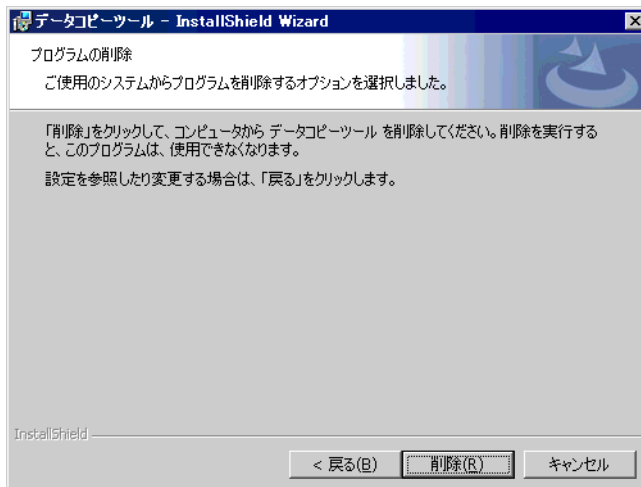 データコピーツール - InstallShield Wizard
プログラムの削除
ご使用のシステムからプログラムを削除するオプションを選択しました。
「削除」をクリックして、コンピュータから データコピーツール を削除してください。削除を実行する
と、このプログラムは、使用できなくなります。
設定を参照したり変更する場合は、「戻る」をクリックします。
InstallShield
< 戻る(B)
削除(R)
キャンセル